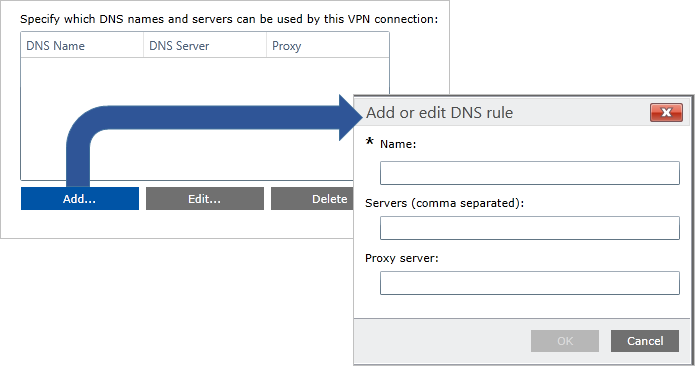 Specify which DNS names and servers can be used by this VPN connection:
DNS Name DNS Server Proxy
Add... Edit... Delete
Add or edit DNS rule
* Name:
Servers (comma separated):
Proxy server:
OK Cancel